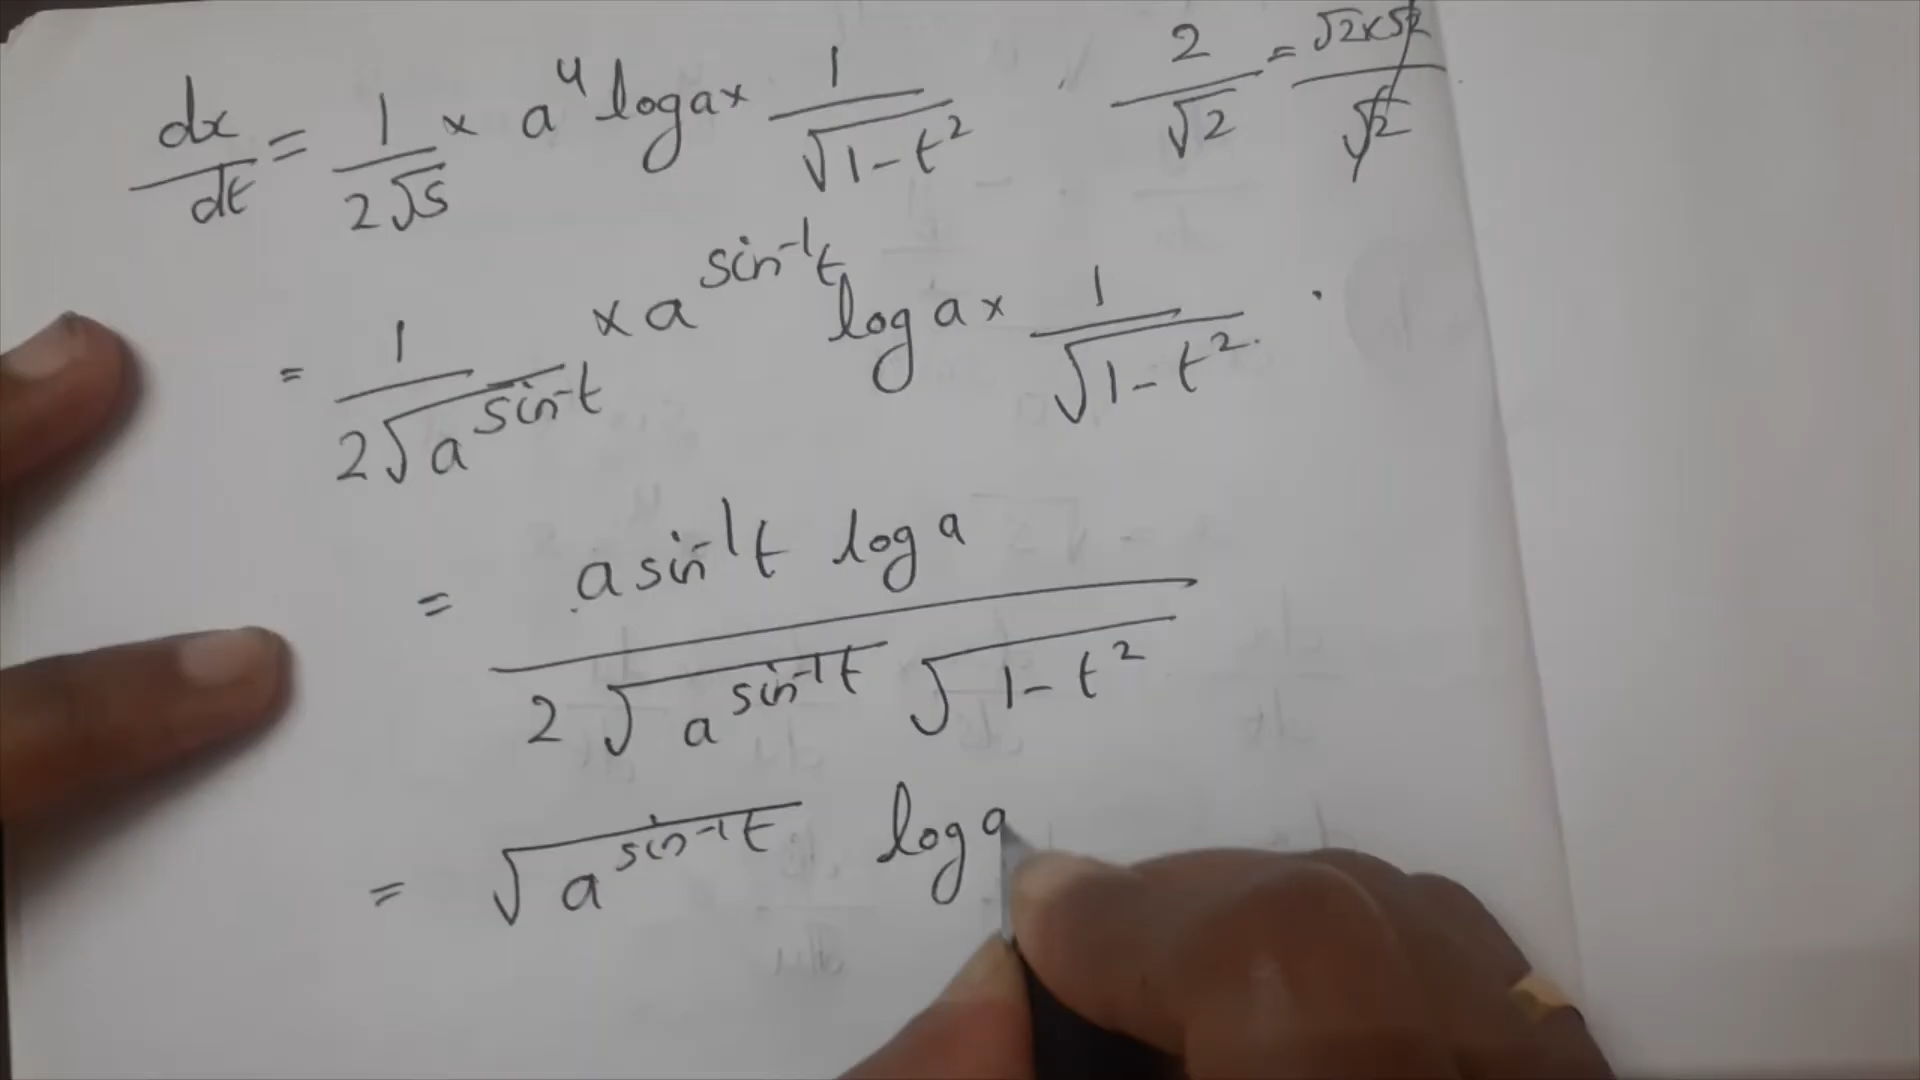 dx/dt = 1/2√s × a^u log a × 1/√1-t²
2/√2 = √2×√2/√2
= 1/2√a^sin⁻t × a^sin⁻¹t log a × 1/√1-t²
= a sin⁻¹t log a / 2√a^sin⁻¹t √1-t²
= √a^sin⁻¹t log a